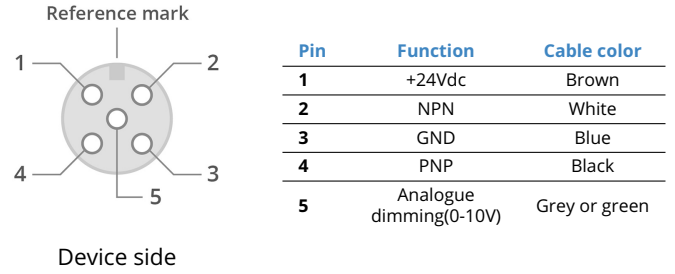 Reference mark
1
2
4
3
5
Device side
Pin Function Cable color
1 +24Vdc Brown
2 NPN White
3 GND Blue
4 PNP Black
5 Analogue dimming(0-10V) Grey or green